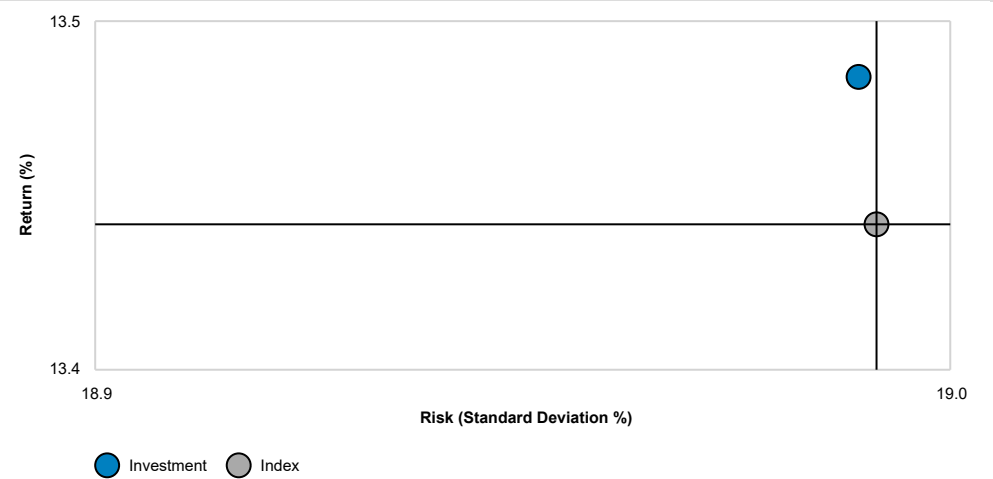 13.5
Return (%)
13.4
18.9
19.0
Risk (Standard Deviation %)
Investment
Index